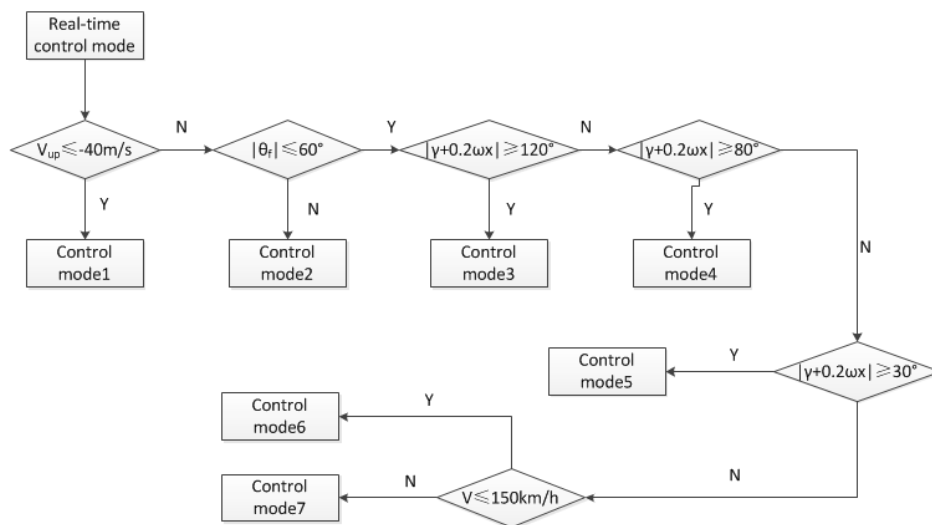 Real-time
control mode
V_up≤-40m/s
N
|θ_f|≤60°
Y
|γ+0.2ωx|≥120°
N
|γ+0.2ωx|≥80°
Y
N
Y
Y
N
Control
mode1
Control
mode2
Control
mode3
Control
mode4
|γ+0.2ωx|≥30°
Y
Control
mode5
Control
mode6
Y
N
Control
mode7
N
V≤150km/h